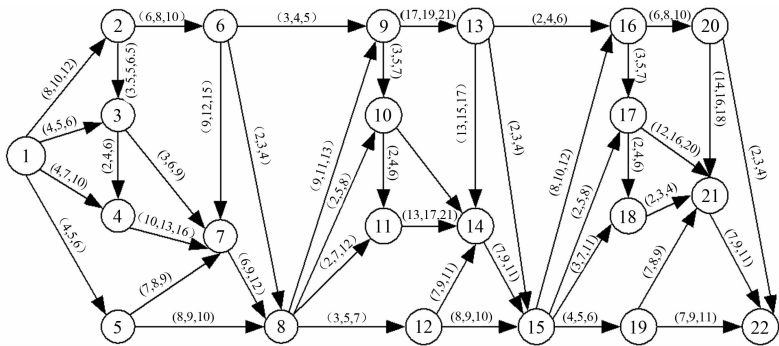 2 (6,8,10) 6 (3,4,5) 9 (17,19,21) 13 (2,4,6) 16 (6,8,10) 20
(8,10,12) (3.5,5,6.5) (9,12,15) (2,3,4) (3,5,7) (13,15,17) (2,3,4) (3,5,7) (14,16,18) (2,3,4)
1 (4,5,6) 3 (9,11,13) 10 (8,10,12) 17 (12,16,20)
(4,7,10) (2,4,6) (3,6,9) (2,5,8) (2,4,6) (2,5,8) (2,4,6) 21
(4,5,6) 4 (10,13,16) 7 (2,7,12) 11 (13,17,21) 14 (3,7,11) 18 (2,3,4)
(7,8,9) (6,9,12) (7,9,11) (7,9,11) (7,8,9) (7,9,11)
5 (8,9,10) 8 (3,5,7) 12 (8,9,10) 15 (4,5,6) 19 (7,9,11) 22